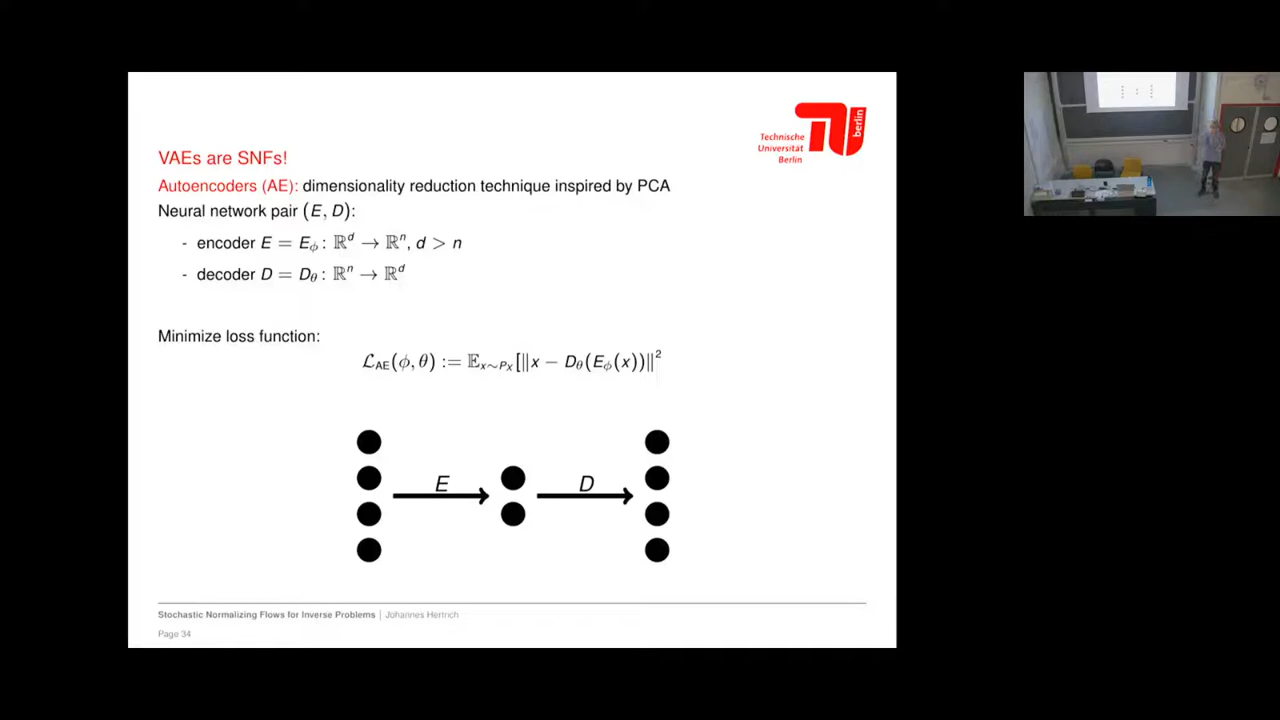 Technische
Universität
Berlin
berlin
VAEs are SNFs!
Autoencoders (AE): dimensionality reduction technique inspired by PCA
Neural network pair (E, D):
- encoder E = E_ϕ : ℝ^d → ℝ^n, d > n
- decoder D = D_θ : ℝ^n → ℝ^d
Minimize loss function:
ℒ_AE(ϕ, θ) := 𝔼_{x∼P_X}[‖x − D_θ(E_ϕ(x))‖^2
E
D
Stochastic Normalizing Flows for Inverse Problems | Johannes Hertrich
Page 34